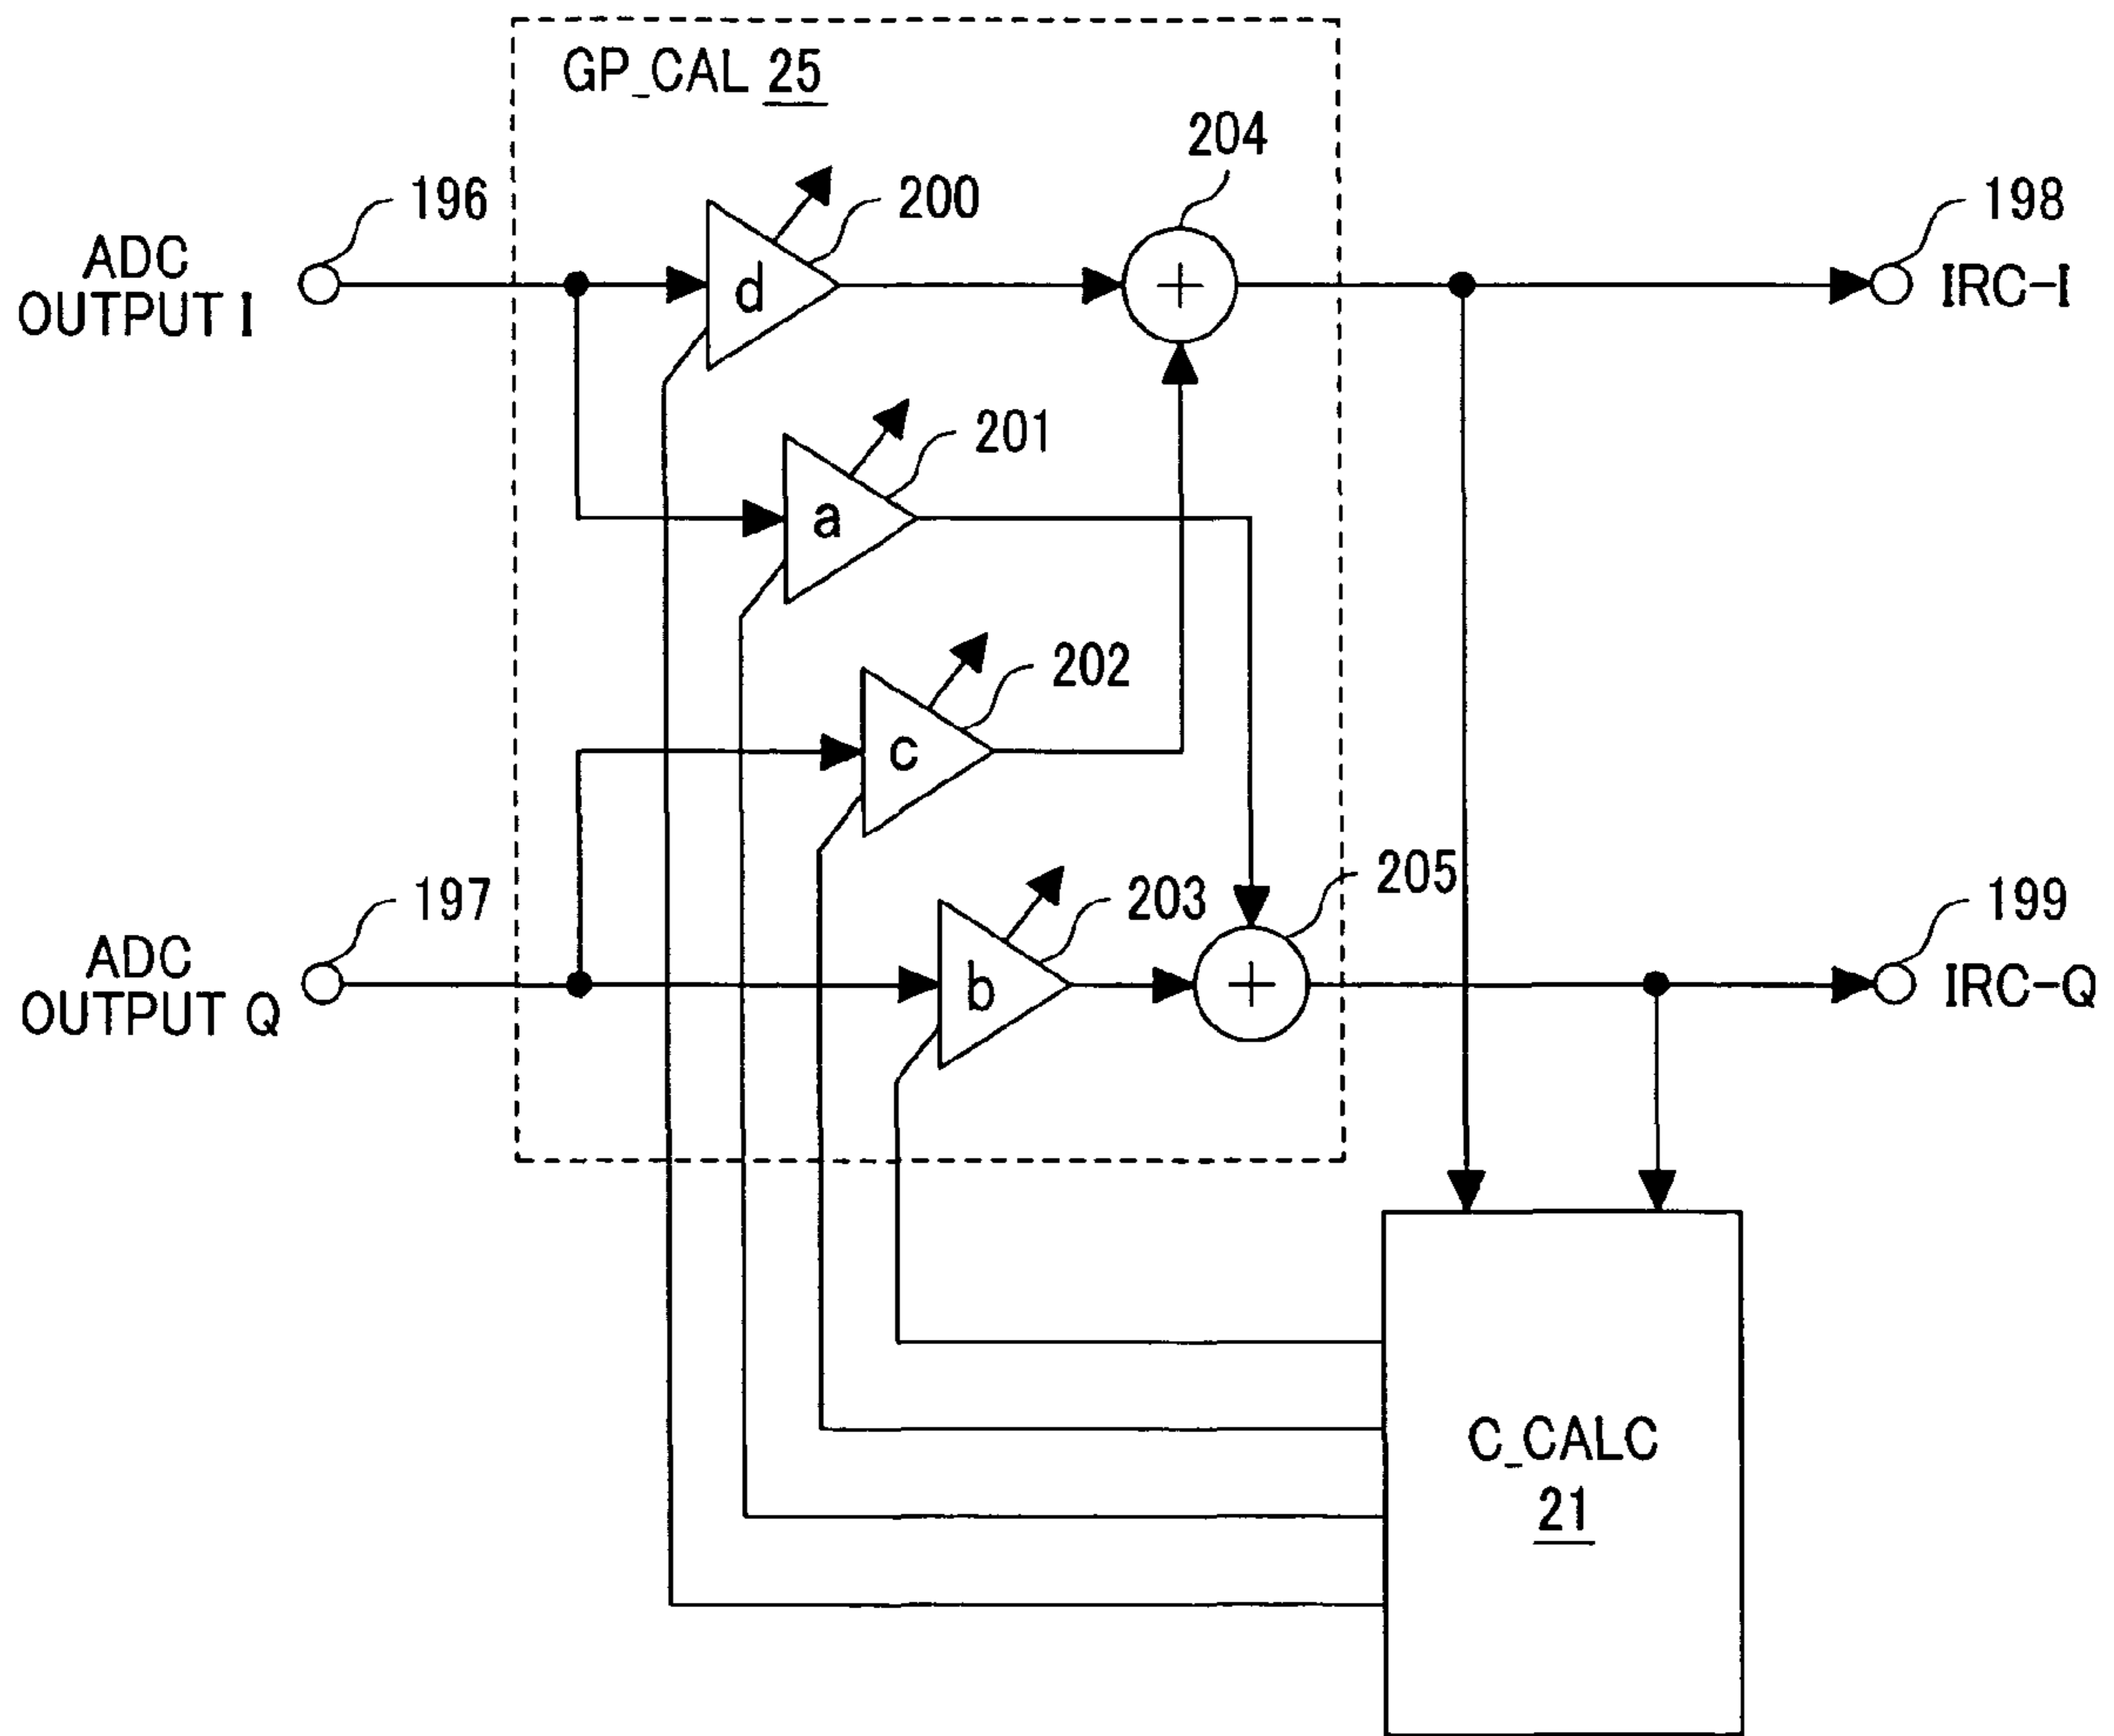 GP_CAL 25
204
196
200
198
ADC
OUTPUT I
d
+
IRC-I
201
a
202
c
197
203
205
199
ADC
OUTPUT Q
b
+
IRC-Q
C_CALC
21